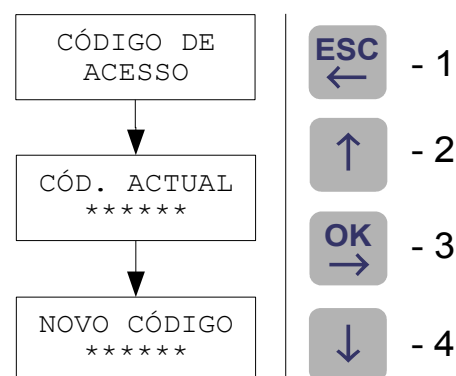 CÓDIGO DE
ACESSO
CÓD. ACTUAL
******
NOVO CÓDIGO
******
ESC
←
- 1
↑
- 2
OK
→
- 3
↓
- 4